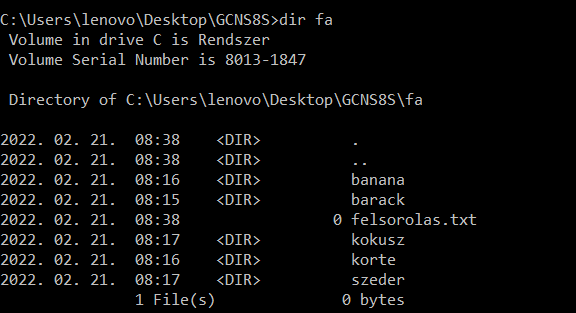 C:\Users\lenovo\Desktop\GCNS8S>dir fa
Volume in drive C is Rendszer
Volume Serial Number is 8013-1847
Directory of C:\Users\lenovo\Desktop\GCNS8S\fa
2022. 02. 21.  08:38    <DIR>          .
2022. 02. 21.  08:38    <DIR>          ..
2022. 02. 21.  08:16    <DIR>          banana
2022. 02. 21.  08:15    <DIR>          barack
2022. 02. 21.  08:38                 0 felsorolas.txt
2022. 02. 21.  08:17    <DIR>          kokusz
2022. 02. 21.  08:16    <DIR>          korte
2022. 02. 21.  08:17    <DIR>          szeder
1 File(s)              0 bytes